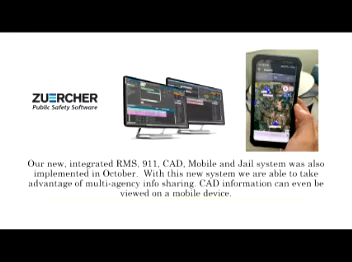 ZUERCHER
Public Safety Software
Our new, integrated RMS, 911, CAD, Mobile and Jail system was also
implemented in October. With this new system we are able to take
advantage of multi-agency info sharing. CAD information can even be
viewed on a mobile device.